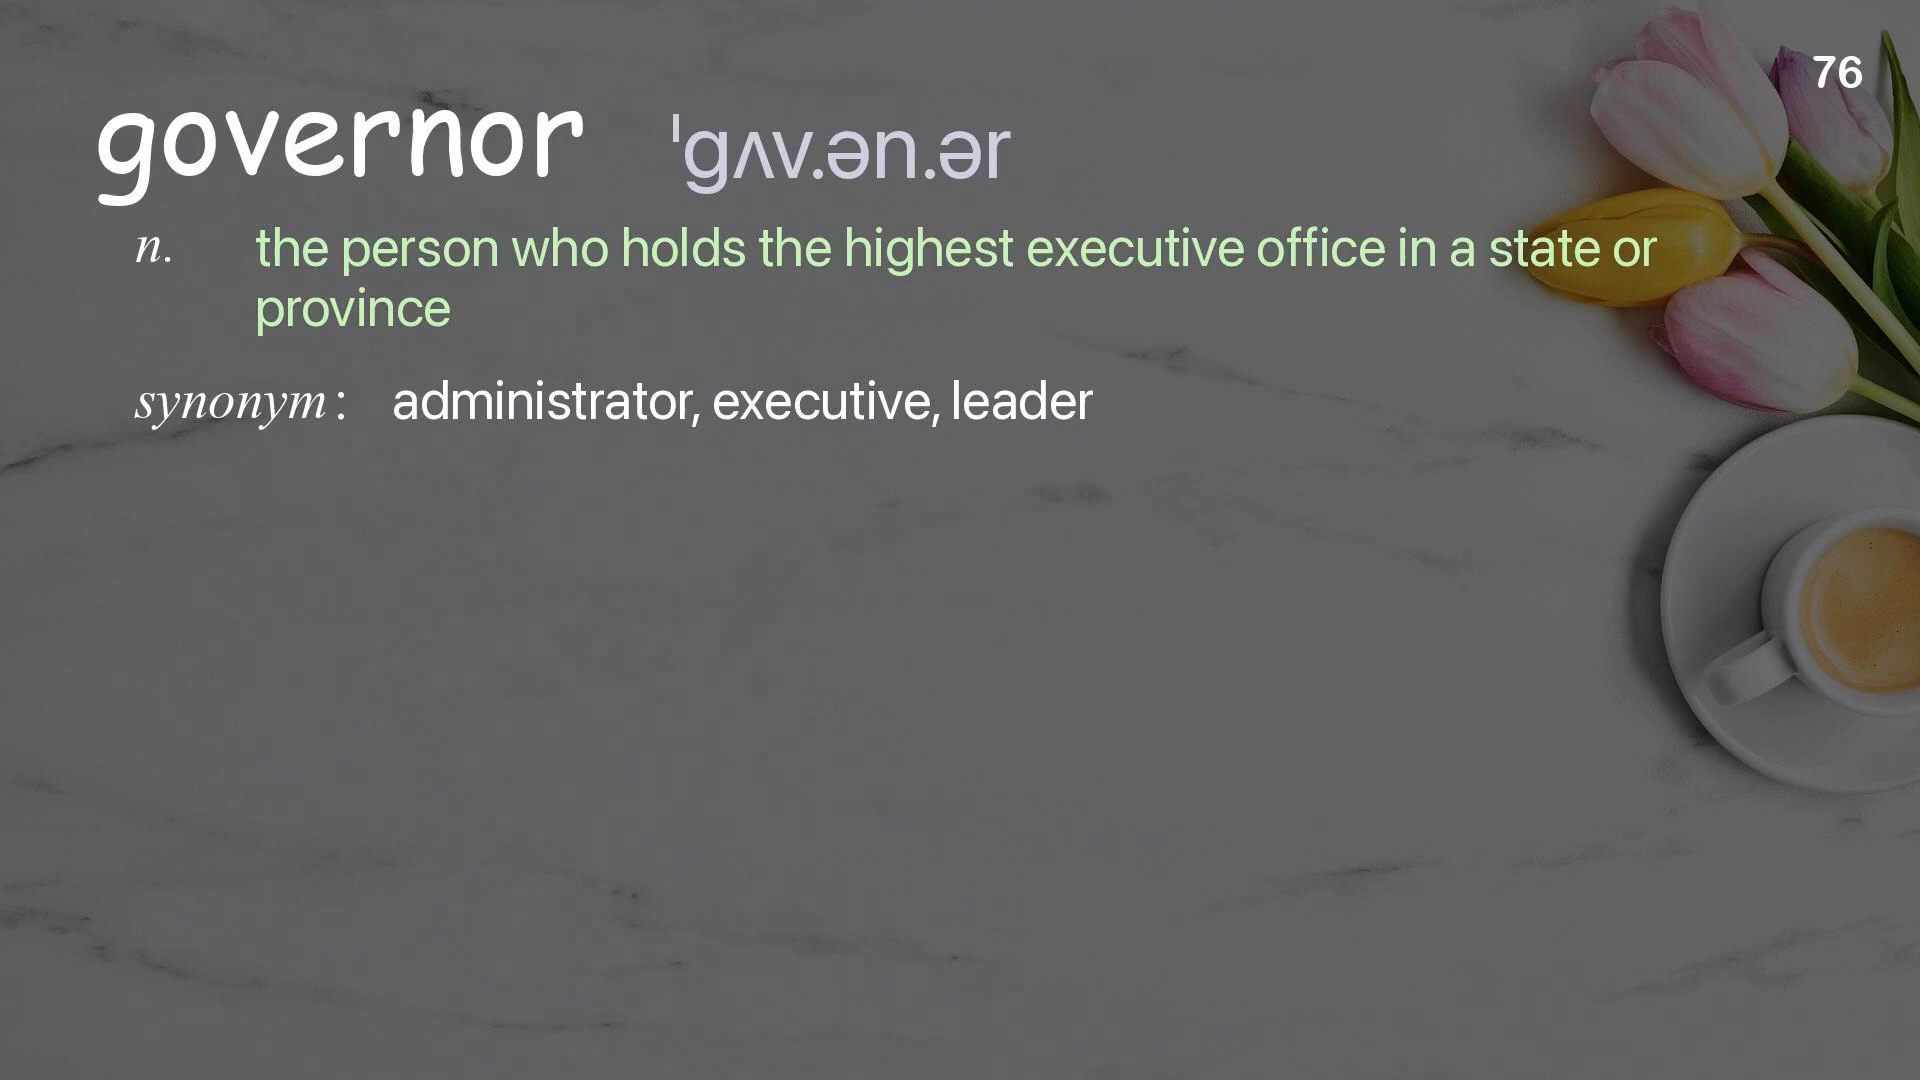 76
governor ˈɡʌv.ən.ər
n. the person who holds the highest executive office in a state or
province
synonym : administrator, executive, leader